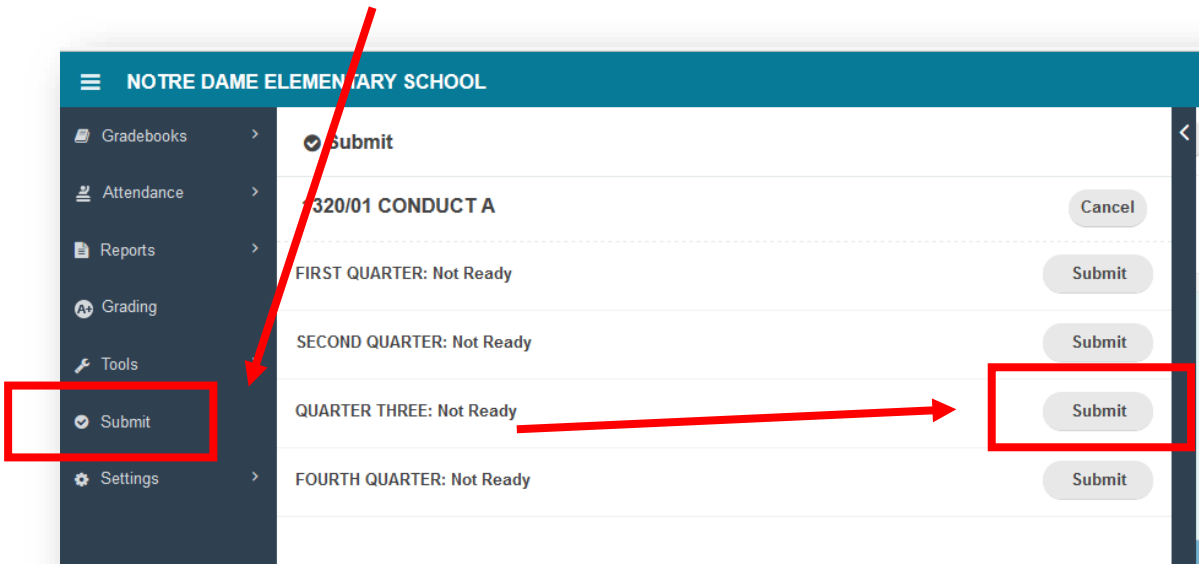 NOTRE DAME ELEMENTARY SCHOOL
Gradebooks
Attendance
Reports
A+ Grading
Tools
Submit
Settings
Submit
1320/01 CONDUCT A
Cancel
FIRST QUARTER: Not Ready
Submit
SECOND QUARTER: Not Ready
Submit
QUARTER THREE: Not Ready
Submit
FOURTH QUARTER: Not Ready
Submit